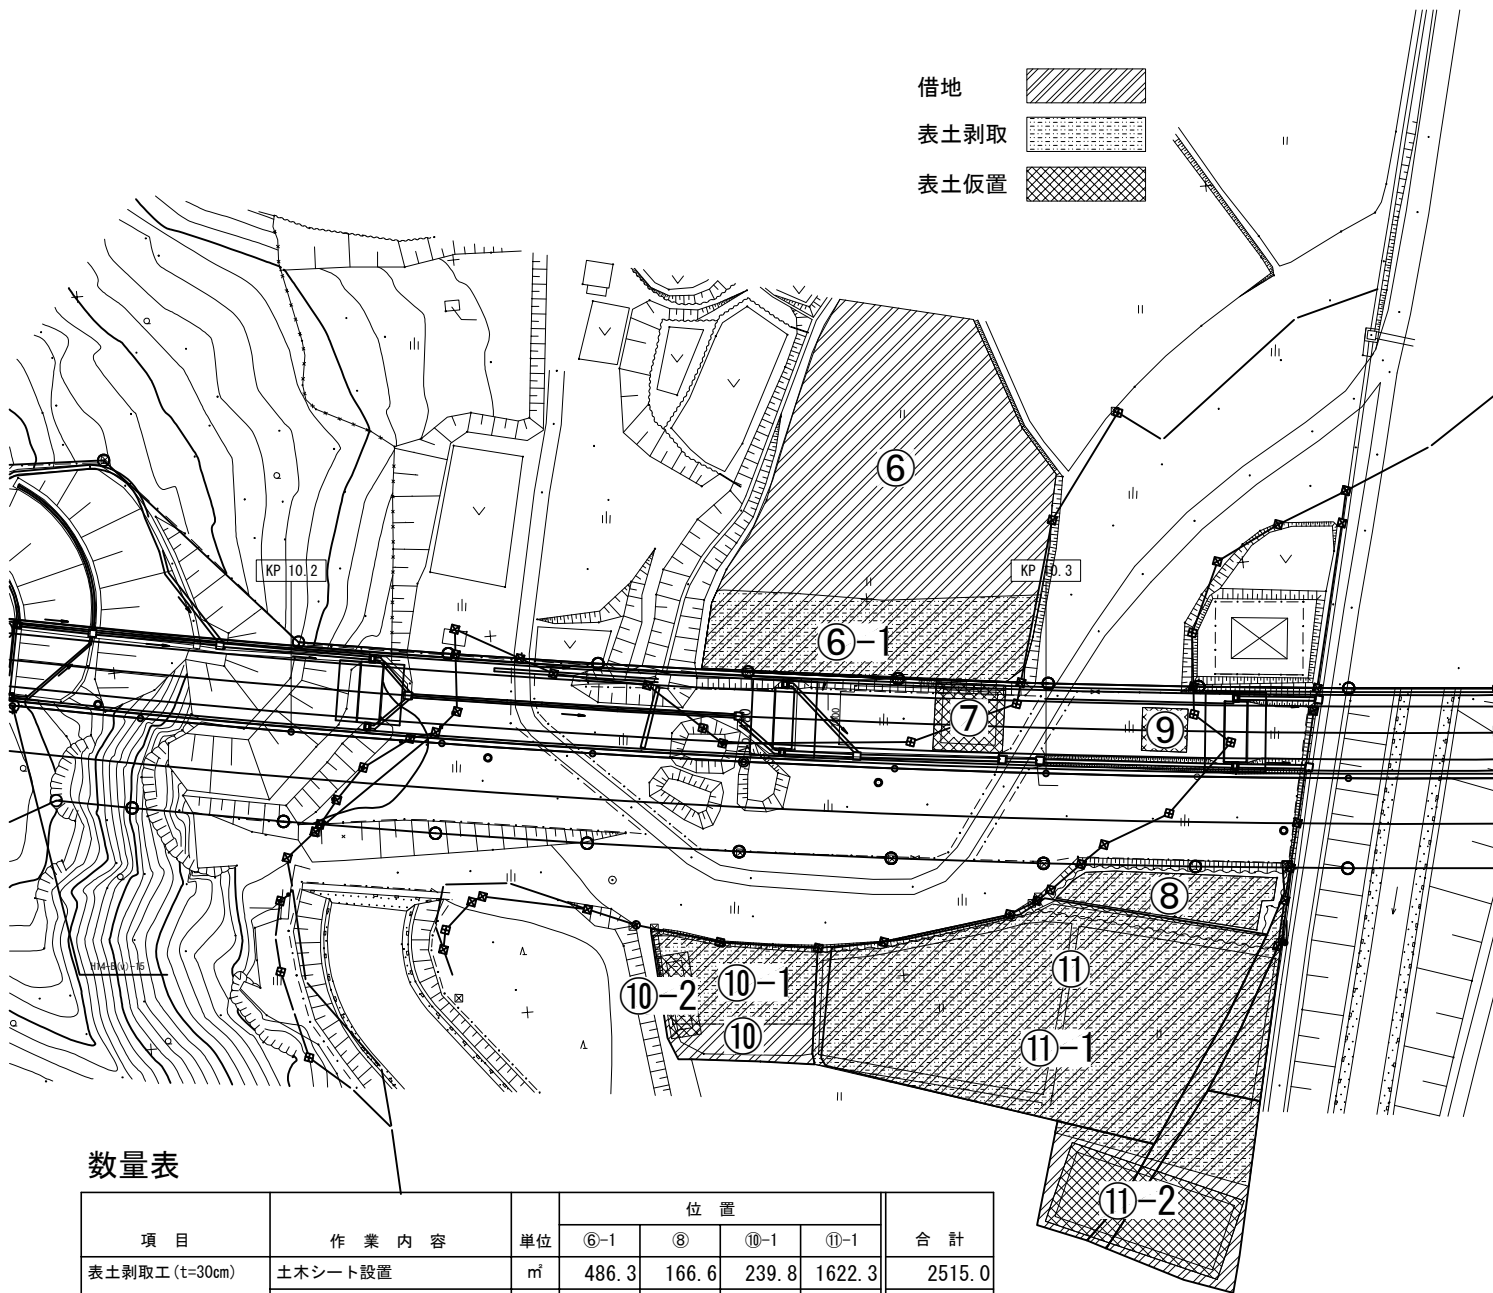 借地
表土剥取
表土仮置
⑥
KP 10.2
KP 10.3
⑥-1
⑦
⑨
⑧
⑩-1
⑪
⑩-2
⑩
⑪-1
⑪-2
数量表
項 目 作 業 内 容 単位 位 置 合 計
⑥-1 ⑧ ⑩-1 ⑪-1
表土剥取工(t=30cm) 土木シート設置 ㎡ 486.3 166.6 239.8 1622.3 2515.0